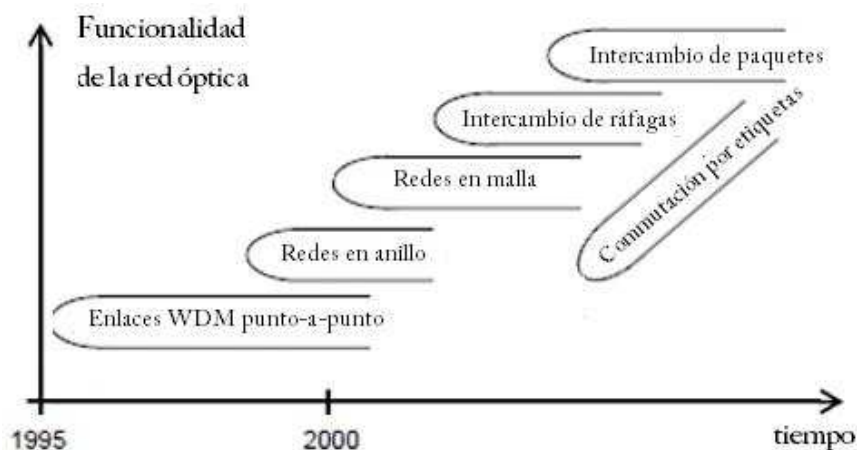 Funcionalidad
de la red óptica
Intercambio de paquetes
Intercambio de ráfagas
Redes en malla
Conmutación por etiquetas
Redes en anillo
Enlaces WDM punto-a-punto
1995
2000
tiempo